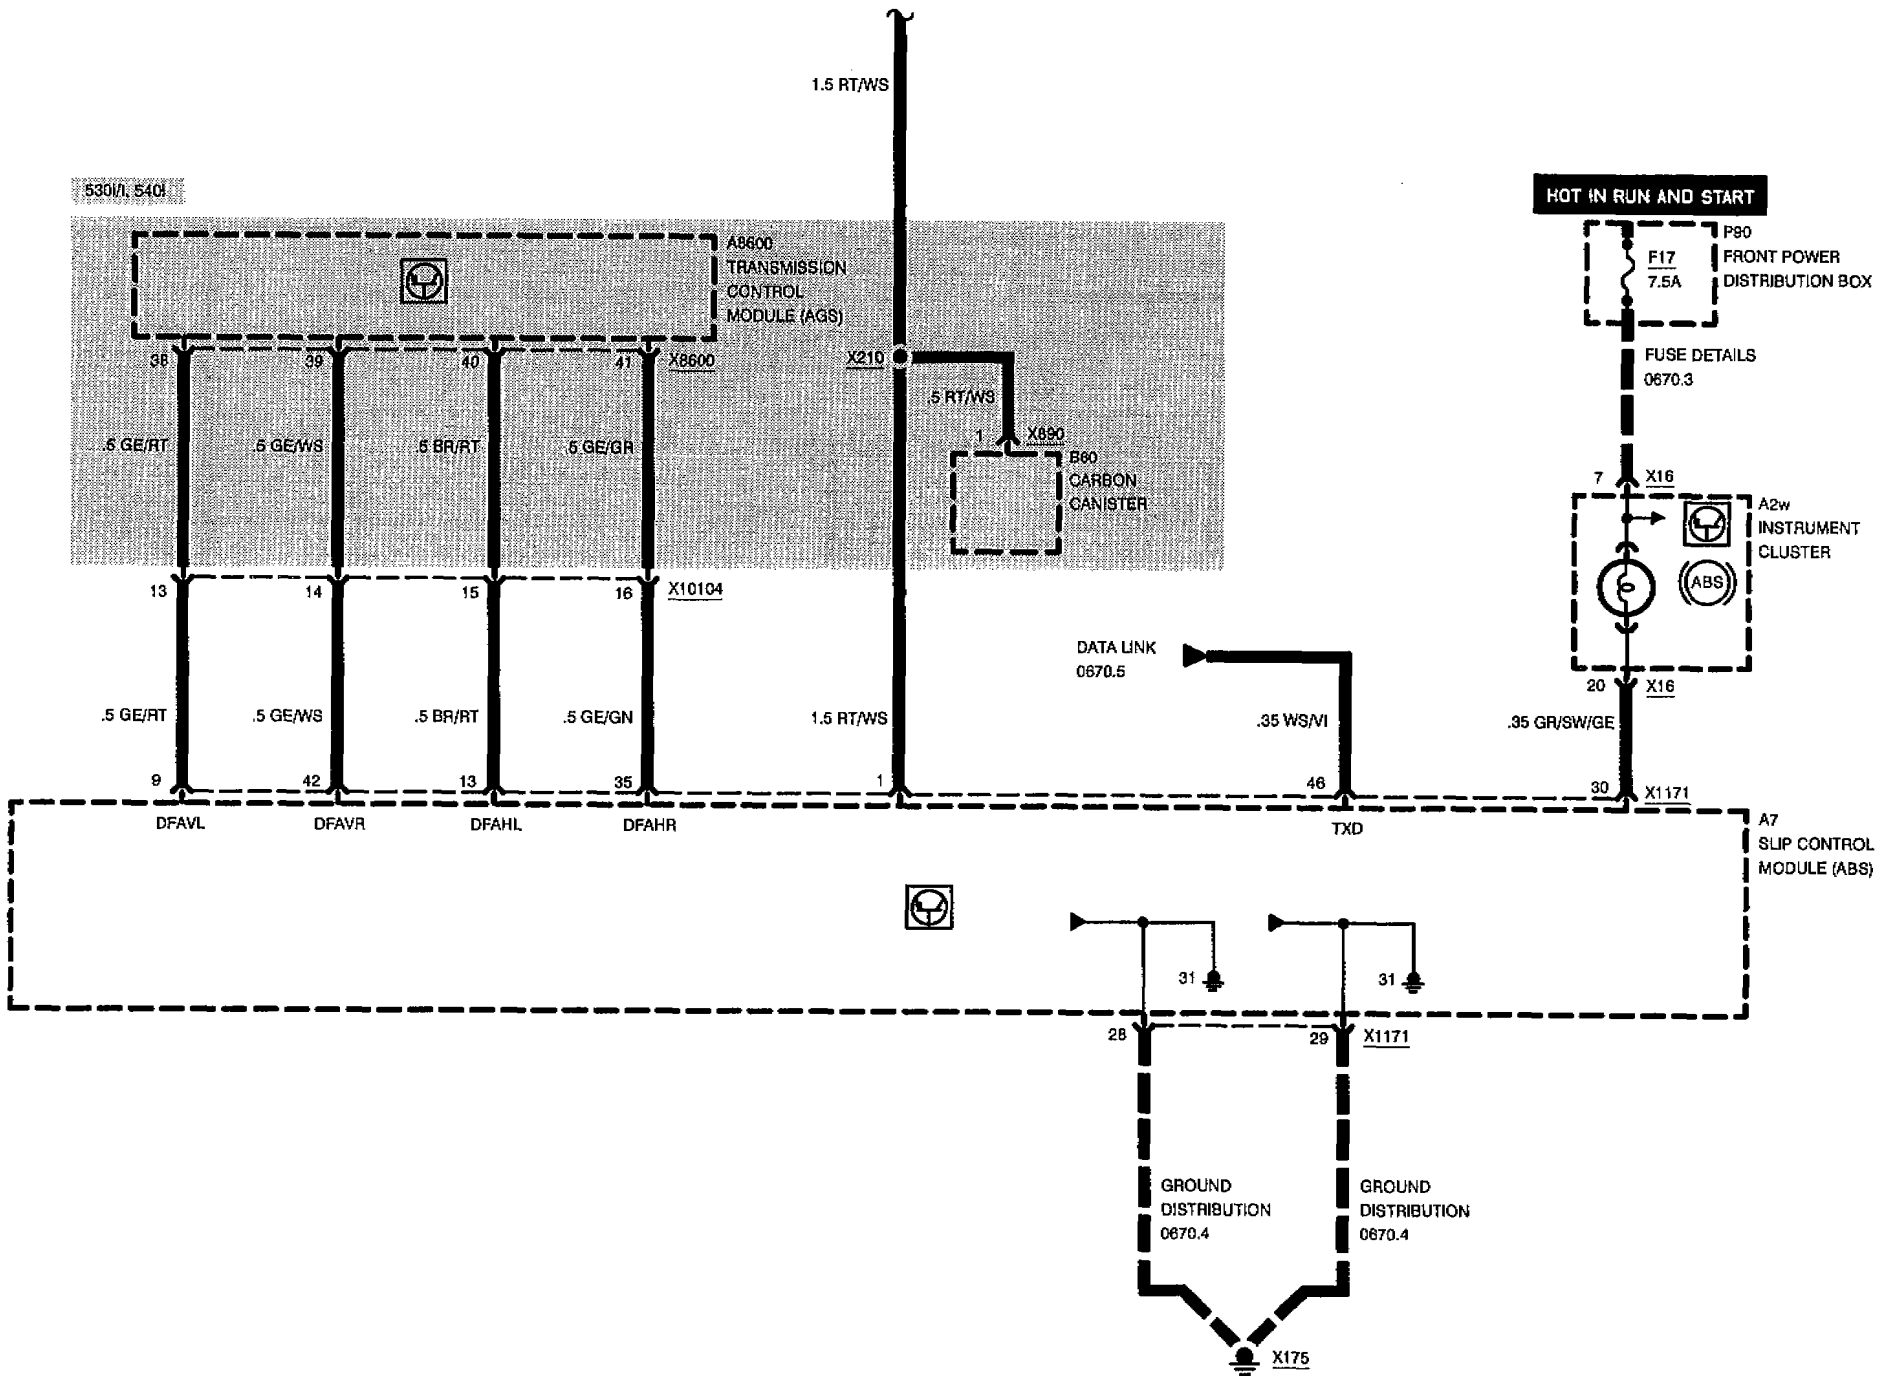 1.5 RT/WS
530I/I, 540I
HOT IN RUN AND START
A8600
TRANSMISSION
CONTROL
MODULE (AGS)
P90
FRONT POWER
DISTRIBUTION BOX
F17
7.5A
38
39
40
41
X8600
X210
FUSE DETAILS
0670.3
.5 GE/RT
.5 GE/WS
.5 BR/RT
.5 GE/GR
.5 RT/WS
1
X890
B60
CARBON
CANISTER
7
X16
A2w
INSTRUMENT
CLUSTER
ABS
13
14
15
16
X10104
DATA LINK
0670.5
20
X16
.5 GE/RT
.5 GE/WS
.5 BR/RT
.5 GE/GN
1.5 RT/WS
.35 WS/VI
.35 GR/SW/GE
9
42
13
35
1
46
30
X1171
DFAVL
DFAVR
DFAHL
DFAHR
TXD
A7
SLIP CONTROL
MODULE (ABS)
31
31
28
29
X1171
GROUND
DISTRIBUTION
0670.4
GROUND
DISTRIBUTION
0670.4
X175